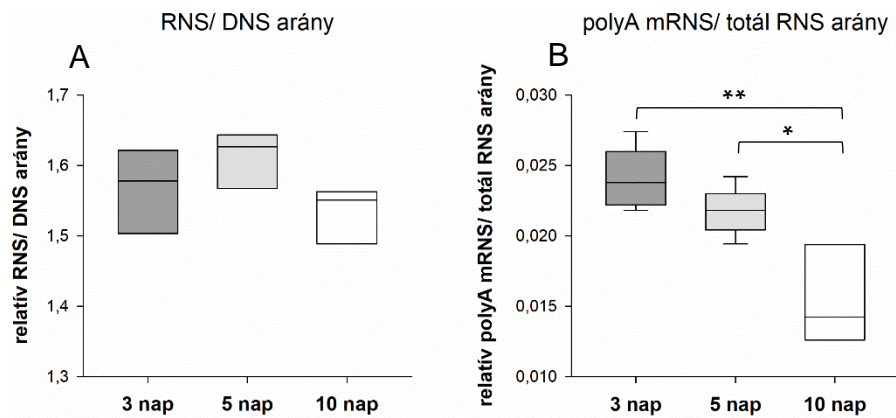 RNS/ DNS arány
A
relatív RNS/ DNS arány
1,7
1,6
1,5
1,4
1,3
3 nap 5 nap 10 nap
polyA mRNS/ totál RNS arány
B
relatív polyA mRNS/ totál RNS arány
0,030
0,025
0,020
0,015
0,010
**
*
3 nap 5 nap 10 nap